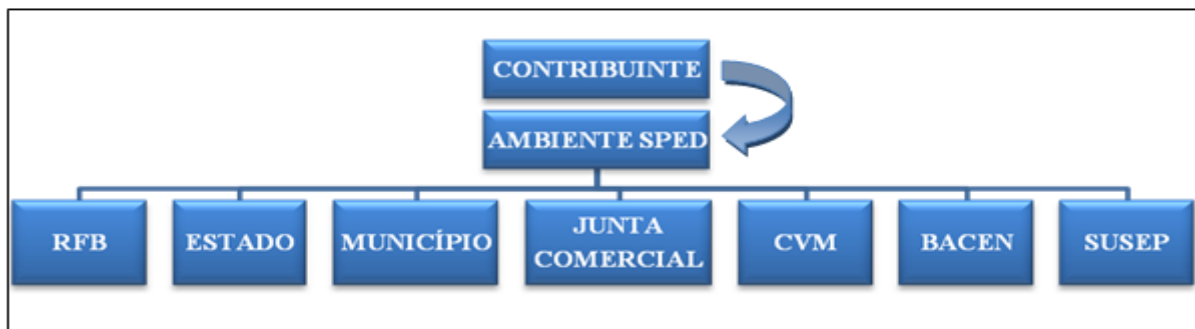 CONTRIBUINTE
AMBIENTE SPED
RFB
ESTADO
MUNICÍPIO
JUNTA
COMERCIAL
CVM
BACEN
SUSEP